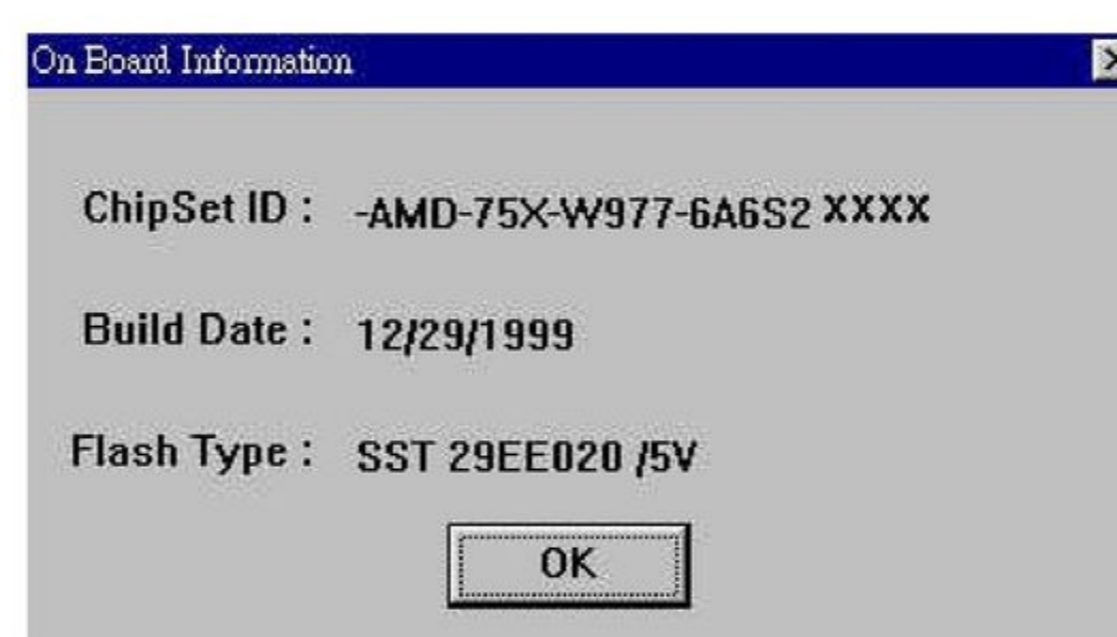 On Board Information
ChipSet ID : -AMD-75X-W977-6A6S2 XXXX
Build Date : 12/29/1999
Flash Type : SST 29EE020 /5V
OK